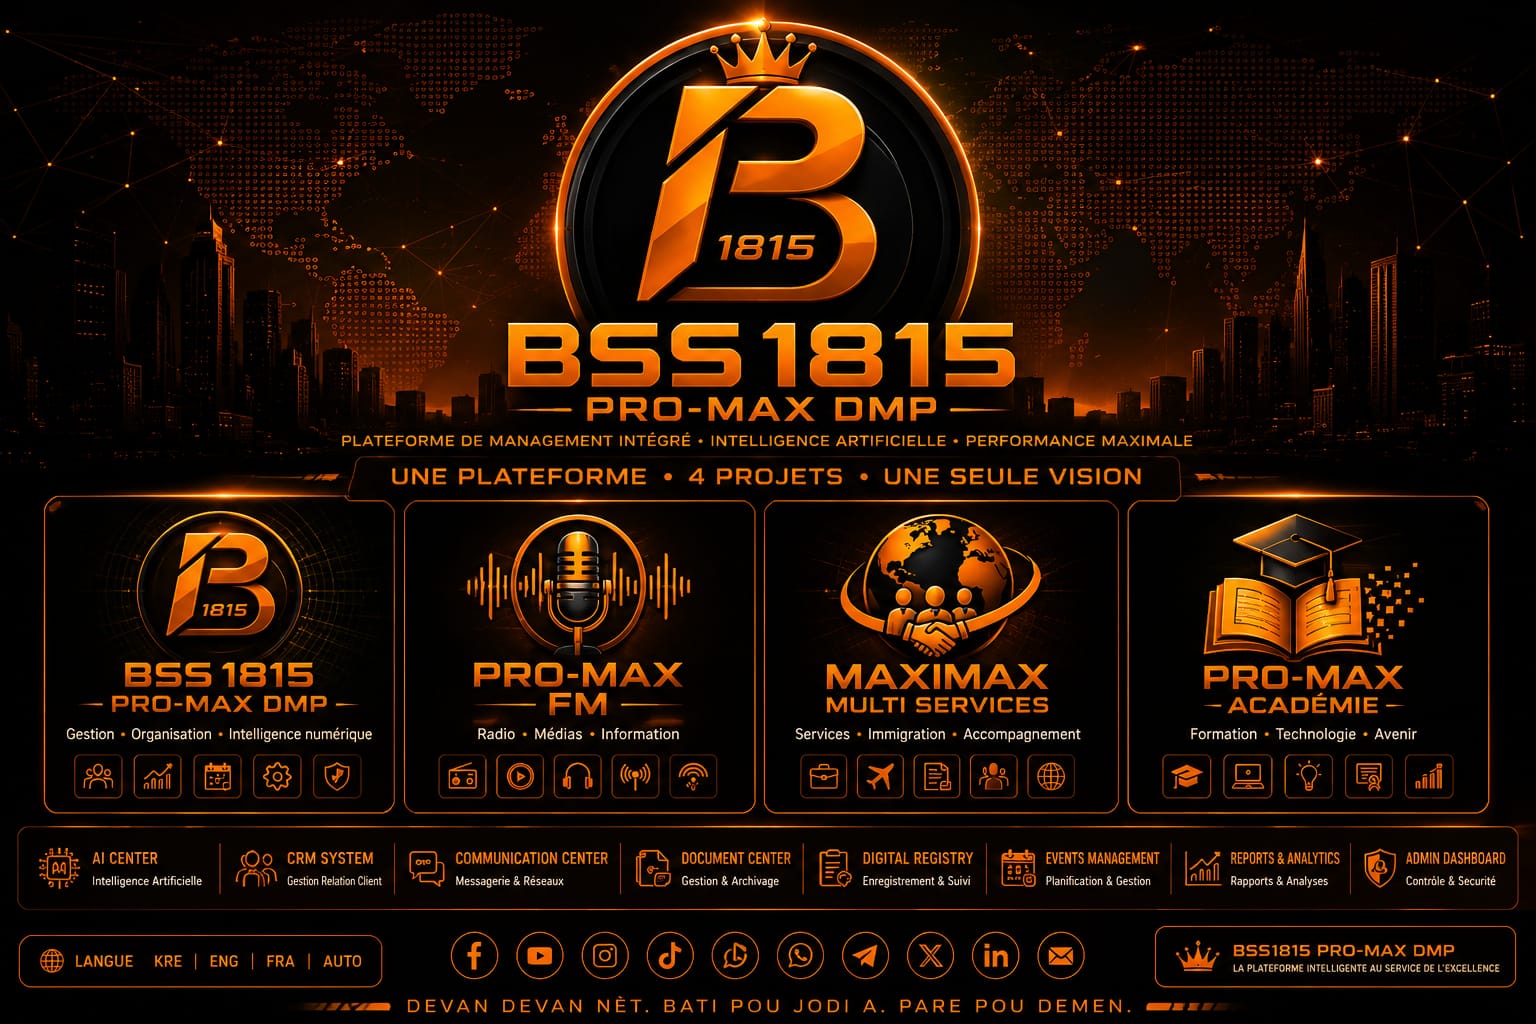 1815
BSS 1815
PRO-MAX DMP
PLATEFORME DE MANAGEMENT INTÉGRÉ • INTELLIGENCE ARTIFICIELLE • PERFORMANCE MAXIMALE
UNE PLATEFORME • 4 PROJETS • UNE SEULE VISION
1815
BSS 1815
PRO-MAX DMP
Gestion • Organisation • Intelligence numérique
PRO-MAX
FM
Radio • Médias • Information
MAXIMAX
MULTI SERVICES
Services • Immigration • Accompagnement
PRO-MAX
ACADÉMIE
Formation • Technologie • Avenir
AI CENTER
Intelligence Artificielle
CRM SYSTEM
Gestion Relation Client
COMMUNICATION CENTER
Messagerie & Réseaux
DOCUMENT CENTER
Gestion & Archivage
DIGITAL REGISTRY
Enregistrement & Suivi
EVENTS MANAGEMENT
Planification & Gestion
REPORTS & ANALYTICS
Rapports & Analyses
ADMIN DASHBOARD
Contrôle & Securité
LANGUE KRE | ENG | FRA | AUTO
BSS1815 PRO-MAX DMP
LA PLATEFORME INTELLIGENTE AU SERVICE DE L'EXCELLENCE
DEVAN DEVAN NÈT. BATI POU JODI A. PARE POU DEMEN.